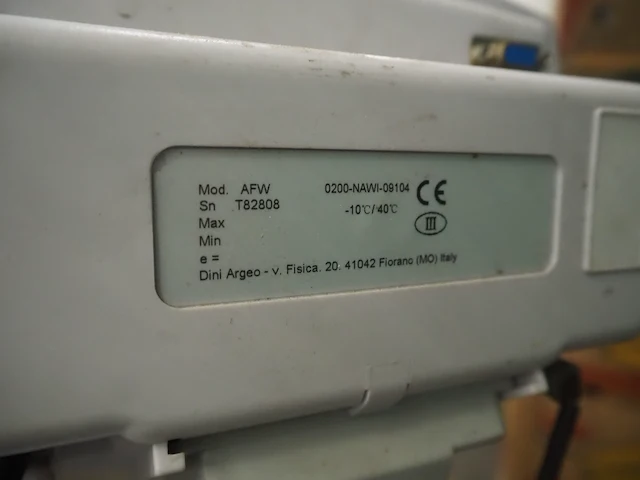 Mod. AFW 0200-NAWI-09104 CE
Sn T82808 -10℃/40℃
Max III
Min
e =
Dini Argeo - v. Fisica. 20. 41042 Fiorano (MO) Italy